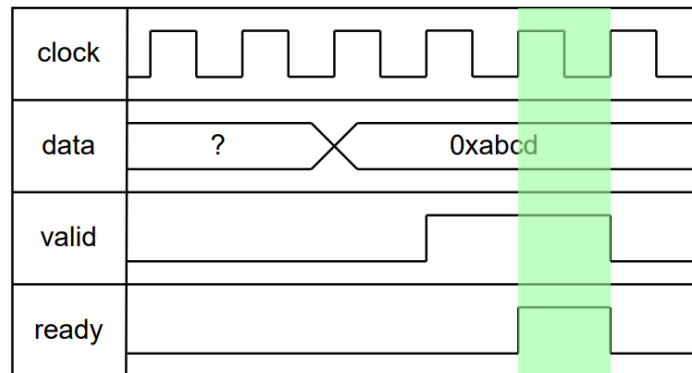 clock
data ? 0xabcd
valid
ready